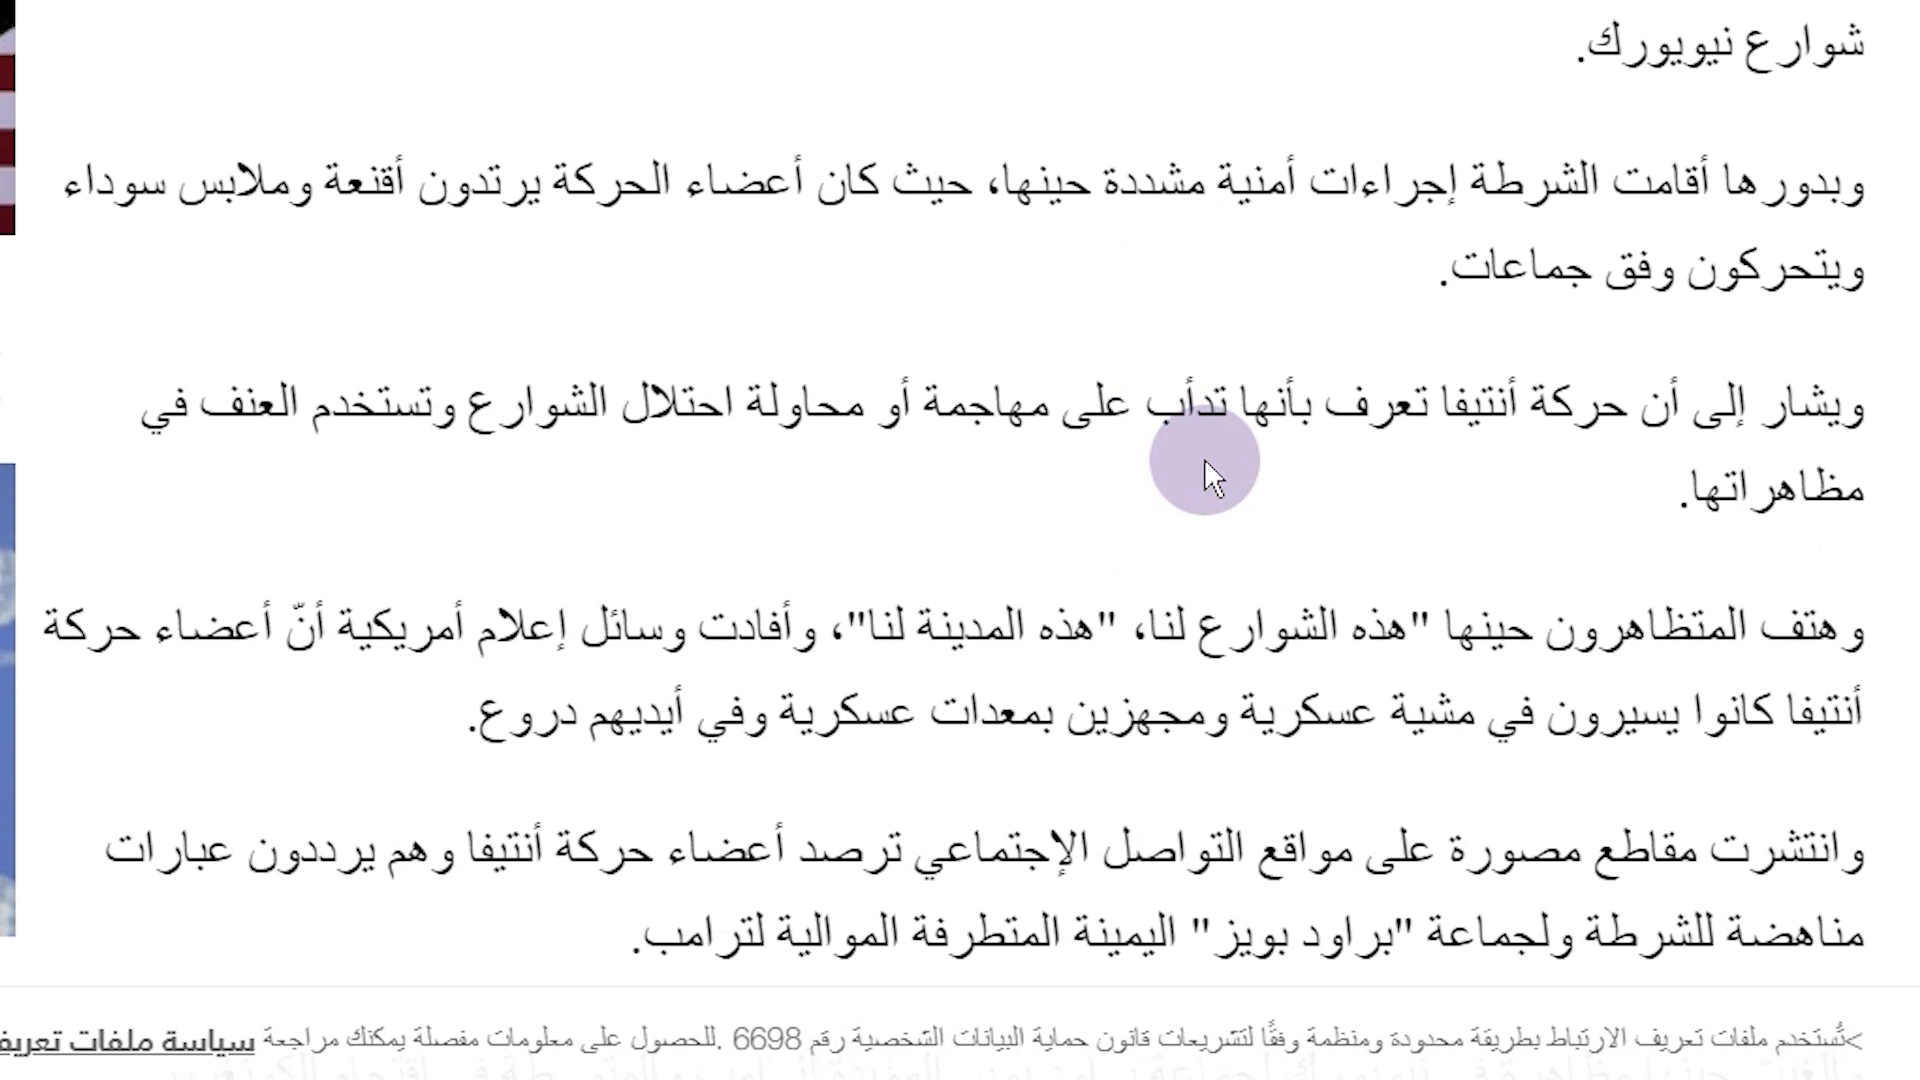 شوارع نيويورك.
وبدورها أقامت الشرطة إجراءات أمنية مشددة حينها، حيث كان أعضاء الحركة يرتدون أقنعة وملابس سوداء
ويتحركون وفق جماعات.
ويشار إلى أن حركة أنتيفا تعرف بأنها تدأب على مهاجمة أو محاولة احتلال الشوارع وتستخدم العنف في
مظاهراتها.
وهتف المتظاهرون حينها "هذه الشوارع لنا، "هذه المدينة لنا"، وأفادت وسائل إعلام أمريكية أنّ أعضاء حركة
أنتيفا كانوا يسيرون في مشية عسكرية ومجهزين بمعدات عسكرية وفي أيديهم دروع.
وانتشرت مقاطع مصورة على مواقع التواصل الإجتماعي ترصد أعضاء حركة أنتيفا وهم يرددون عبارات
مناهضة للشرطة ولجماعة "براود بويز" اليمينة المتطرفة الموالية لترامب.
>تُستخدم ملفات تعريف الارتباط بطريقة محدودة ومنظمة وفقًا لتشريعات قانون حماية البيانات الشخصية رقم 6698 .للحصول على معلومات مفصلة يمكنك مراجعة سياسة ملفات تعريف